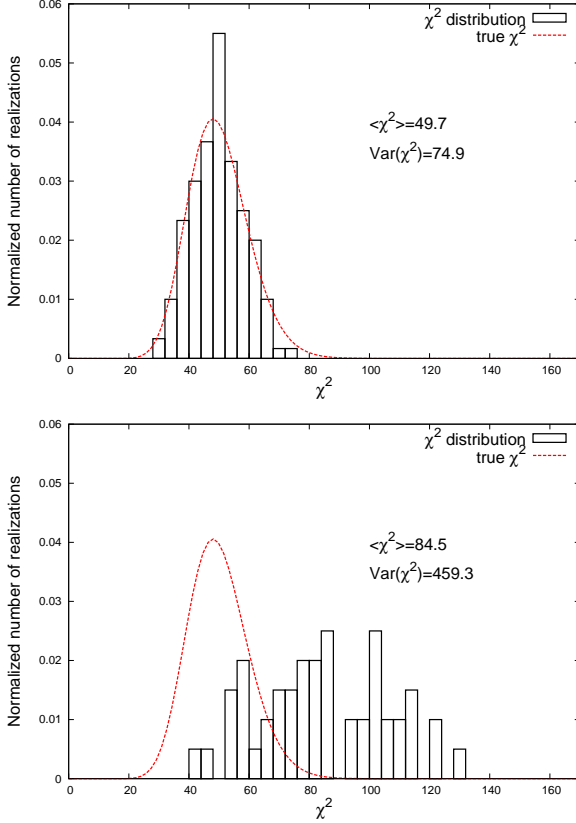 0.06
0.05
0.04
0.03
0.02
0.01
0
Normalized number of realizations
χ² distribution
true χ²
<χ²>=49.7
Var(χ²)=74.9
0 20 40 60 80 100 120 140 160
χ²
0.06
0.05
0.04
0.03
0.02
0.01
0
Normalized number of realizations
χ² distribution
true χ²
<χ²>=84.5
Var(χ²)=459.3
0 20 40 60 80 100 120 140 160
χ²